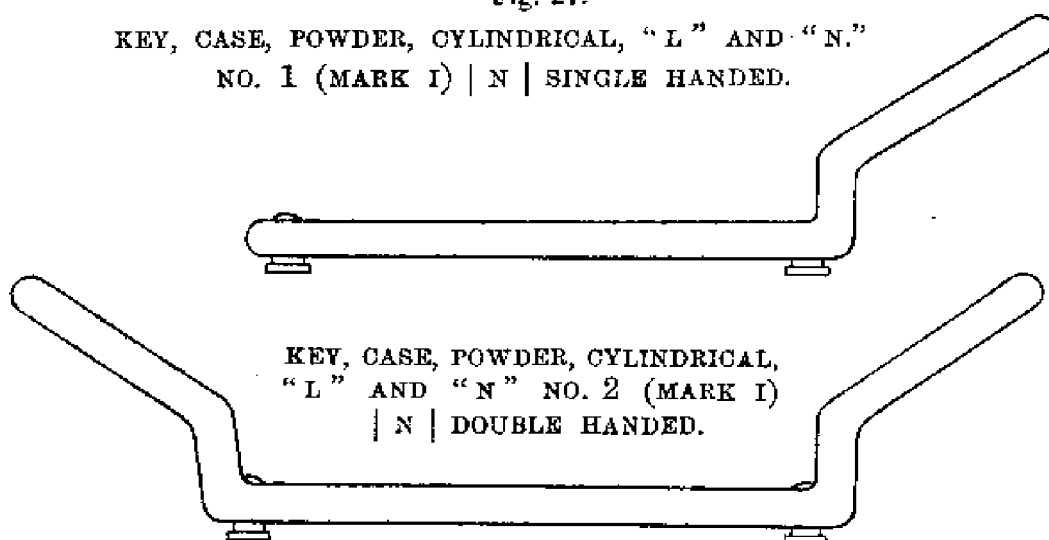 KEY, CASE, POWDER, CYLINDRICAL, “L” AND “N.”
NO. 1 (MARK I) | N | SINGLE HANDED.
KEY, CASE, POWDER, CYLINDRICAL,
“L” AND “N” NO. 2 (MARK I)
| N | DOUBLE HANDED.